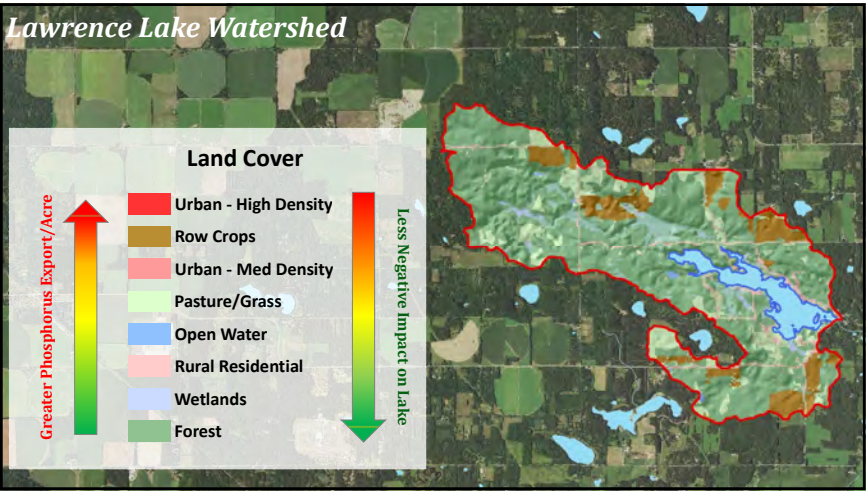 Lawrence Lake Watershed
Land Cover
Greater Phosphorus Export/Acre
Urban - High Density
Row Crops
Urban - Med Density
Pasture/Grass
Open Water
Rural Residential
Wetlands
Forest
Less Negative Impact on Lake